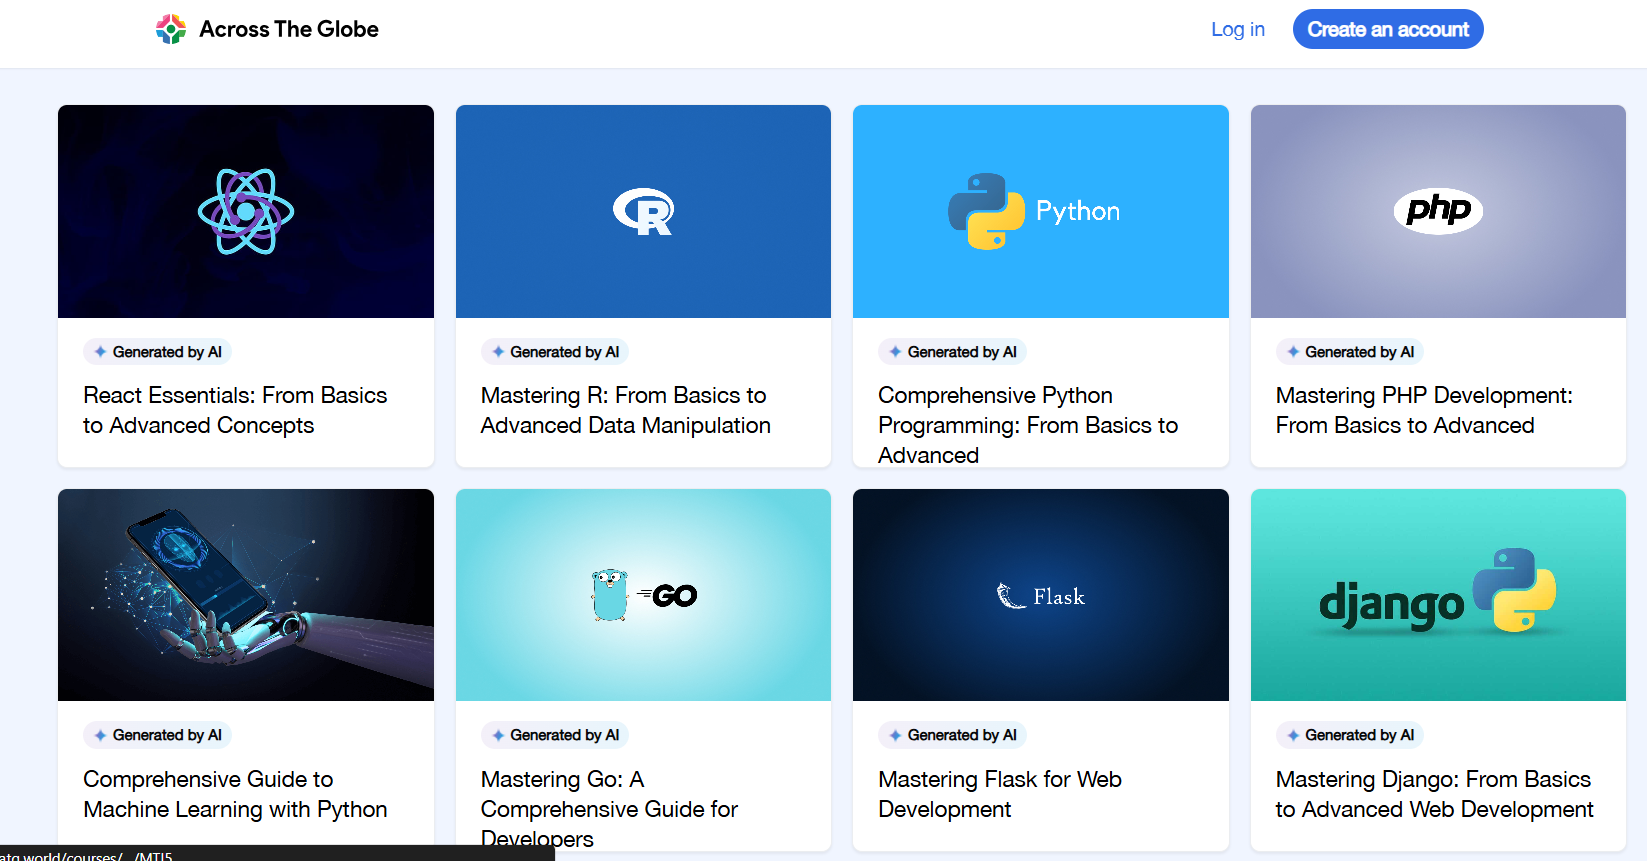 Across The Globe
Log in
Create an account
R
Python
php
Generated by AI
Generated by AI
Generated by AI
Generated by AI
React Essentials: From Basics
to Advanced Concepts
Mastering R: From Basics to
Advanced Data Manipulation
Comprehensive Python
Programming: From Basics to
Advanced
Mastering PHP Development:
From Basics to Advanced
GO
Flask
django
Generated by AI
Generated by AI
Generated by AI
Generated by AI
Comprehensive Guide to
Machine Learning with Python
Mastering Go: A
Comprehensive Guide for
Developers
Mastering Flask for Web
Development
Mastering Django: From Basics
to Advanced Web Development
atg.world/courses/.../MTI5